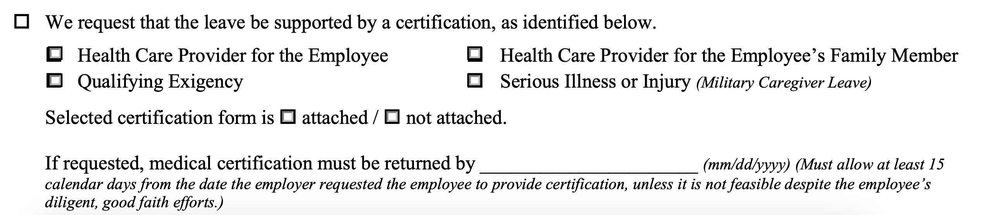 ☐ We request that the leave be supported by a certification, as identified below.
☐ Health Care Provider for the Employee ☐ Health Care Provider for the Employee’s Family Member
☐ Qualifying Exigency ☐ Serious Illness or Injury (Military Caregiver Leave)
Selected certification form is ☐ attached / ☐ not attached.
If requested, medical certification must be returned by ______________________ (mm/dd/yyyy) (Must allow at least 15
calendar days from the date the employer requested the employee to provide certification, unless it is not feasible despite the employee’s
diligent, good faith efforts.)